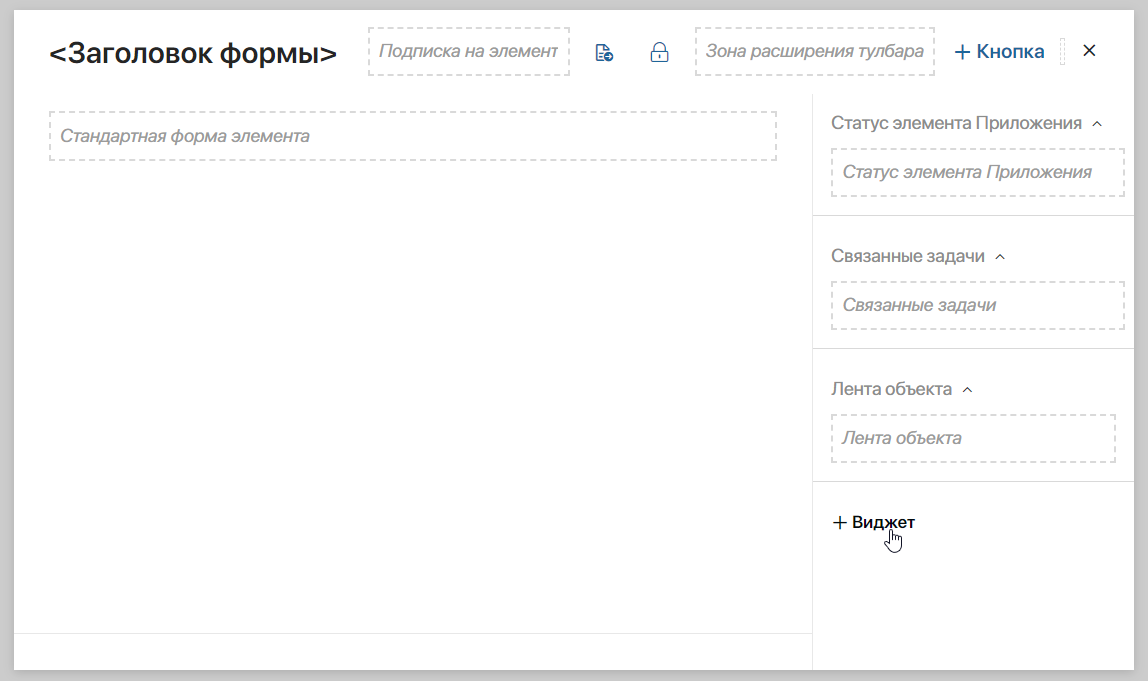 <Заголовок формы>
Подписка на элемент
Зона расширения тулбара
+ Кнопка
Стандартная форма элемента
Статус элемента Приложения
Статус элемента Приложения
Связанные задачи
Связанные задачи
Лента объекта
Лента объекта
+ Виджет